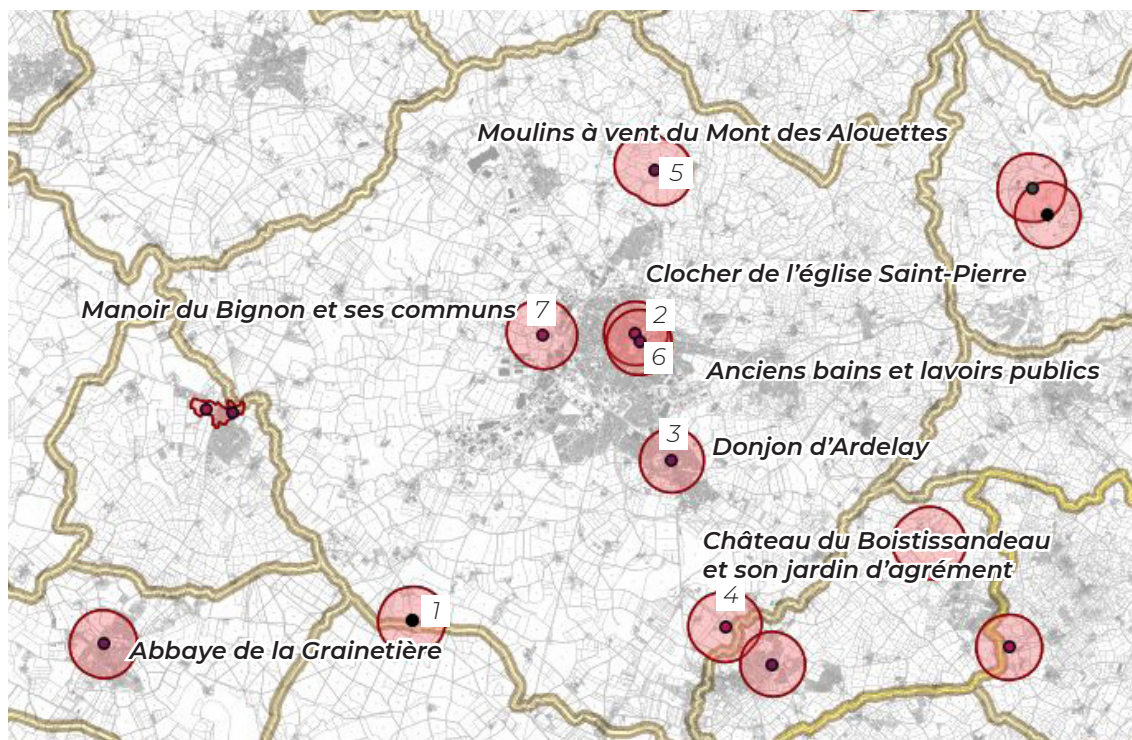 Moulins à vent du Mont des Alouettes
5
Clocher de l'église Saint-Pierre
Manoir du Bignon et ses communs
7
2
6
Anciens bains et lavoirs publics
3
Donjon d'Ardelay
Château du Boistissandeau
et son jardin d'agrément
4
1
Abbaye de la Grainetière